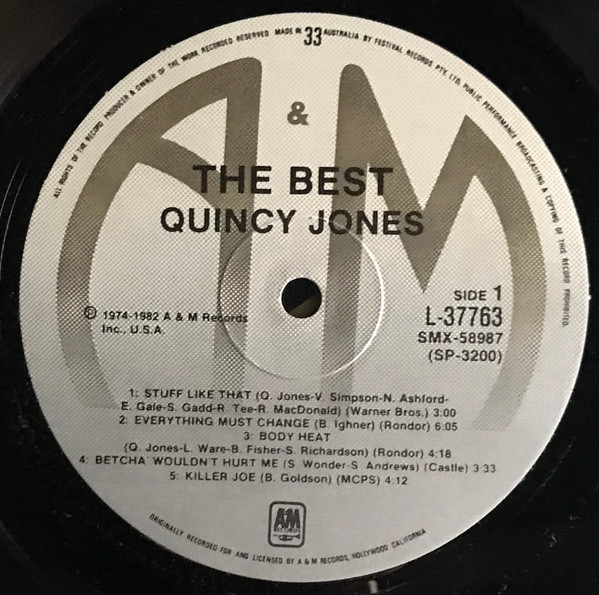 ALL RIGHTS OF THE RECORD PRODUCER & OWNER OF THE WORK RECORDED RESERVED MADE IN 33 AUSTRALIA BY FESTIVAL RECORDS PTY. LTD. PUBLIC PERFORMANCE BROADCASTING & COPYING OF THIS RECORD PROHIBITED.
A & M
THE BEST
QUINCY JONES
℗ 1974-1982 A & M Records
Inc., U.S.A.
SIDE 1
L-37763
SMX-58987
(SP-3200)
1: STUFF LIKE THAT (Q. Jones-V. Simpson-N. Ashford-
E. Gale-S. Gadd-R. Tee-R. MacDonald) (Warner Bros.) 3:00
2: EVERYTHING MUST CHANGE (B. Ighner) (Rondor) 6:05
3: BODY HEAT
(Q. Jones-L. Ware-B. Fisher-S. Richardson) (Rondor) 4:18
4: BETCHA' WOULDN'T HURT ME (S. Wonder-S. Andrews) (Castle) 3:33
5: KILLER JOE (B. Goldson) (MCPS) 4:12
A&M
RECORDS
ORIGINALLY RECORDED FOR AND LICENSED BY A & M RECORDS, HOLLYWOOD CALIFORNIA